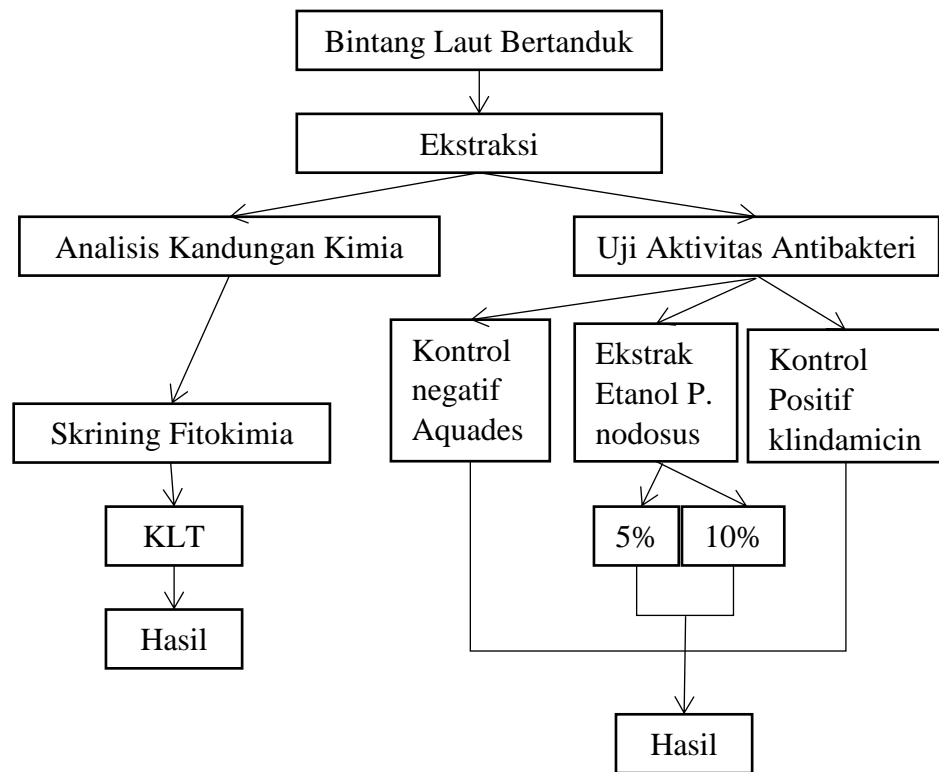 Bintang Laut Bertanduk
Ekstraksi
Analisis Kandungan Kimia
Uji Aktivitas Antibakteri
Kontrol
negatif
Aquades
Ekstrak
Etanol P.
nodosus
Kontrol
Positif
klindamicin
Skrining Fitokimia
KLT
5%
10%
Hasil
Hasil